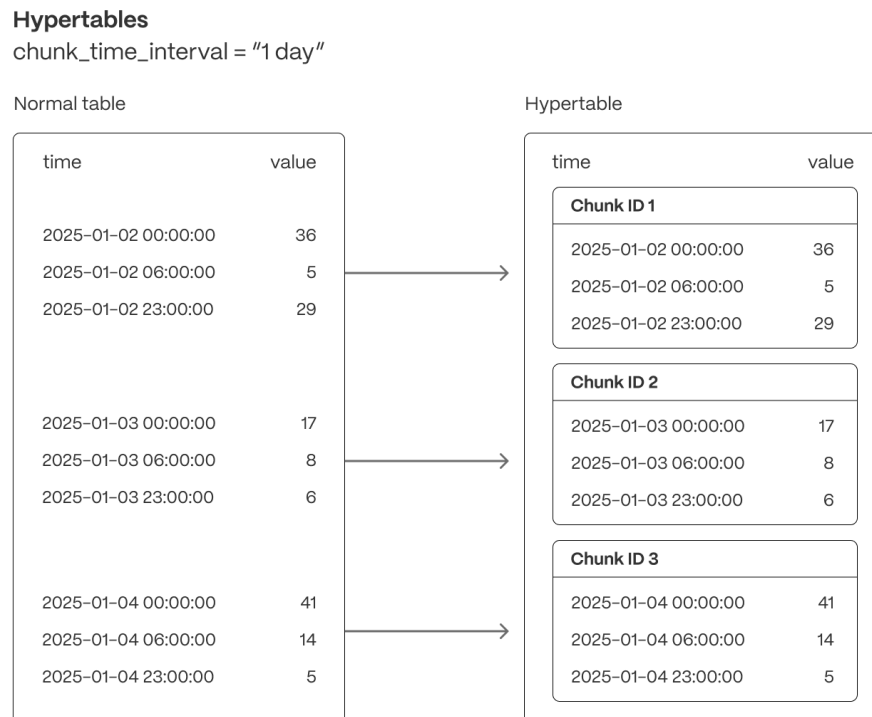 Hypertables
chunk_time_interval = "1 day"
Normal table
time value
2025-01-02 00:00:00 36
2025-01-02 06:00:00 5
2025-01-02 23:00:00 29
2025-01-03 00:00:00 17
2025-01-03 06:00:00 8
2025-01-03 23:00:00 6
2025-01-04 00:00:00 41
2025-01-04 06:00:00 14
2025-01-04 23:00:00 5
Hypertable
time value
Chunk ID 1
2025-01-02 00:00:00 36
2025-01-02 06:00:00 5
2025-01-02 23:00:00 29
Chunk ID 2
2025-01-03 00:00:00 17
2025-01-03 06:00:00 8
2025-01-03 23:00:00 6
Chunk ID 3
2025-01-04 00:00:00 41
2025-01-04 06:00:00 14
2025-01-04 23:00:00 5